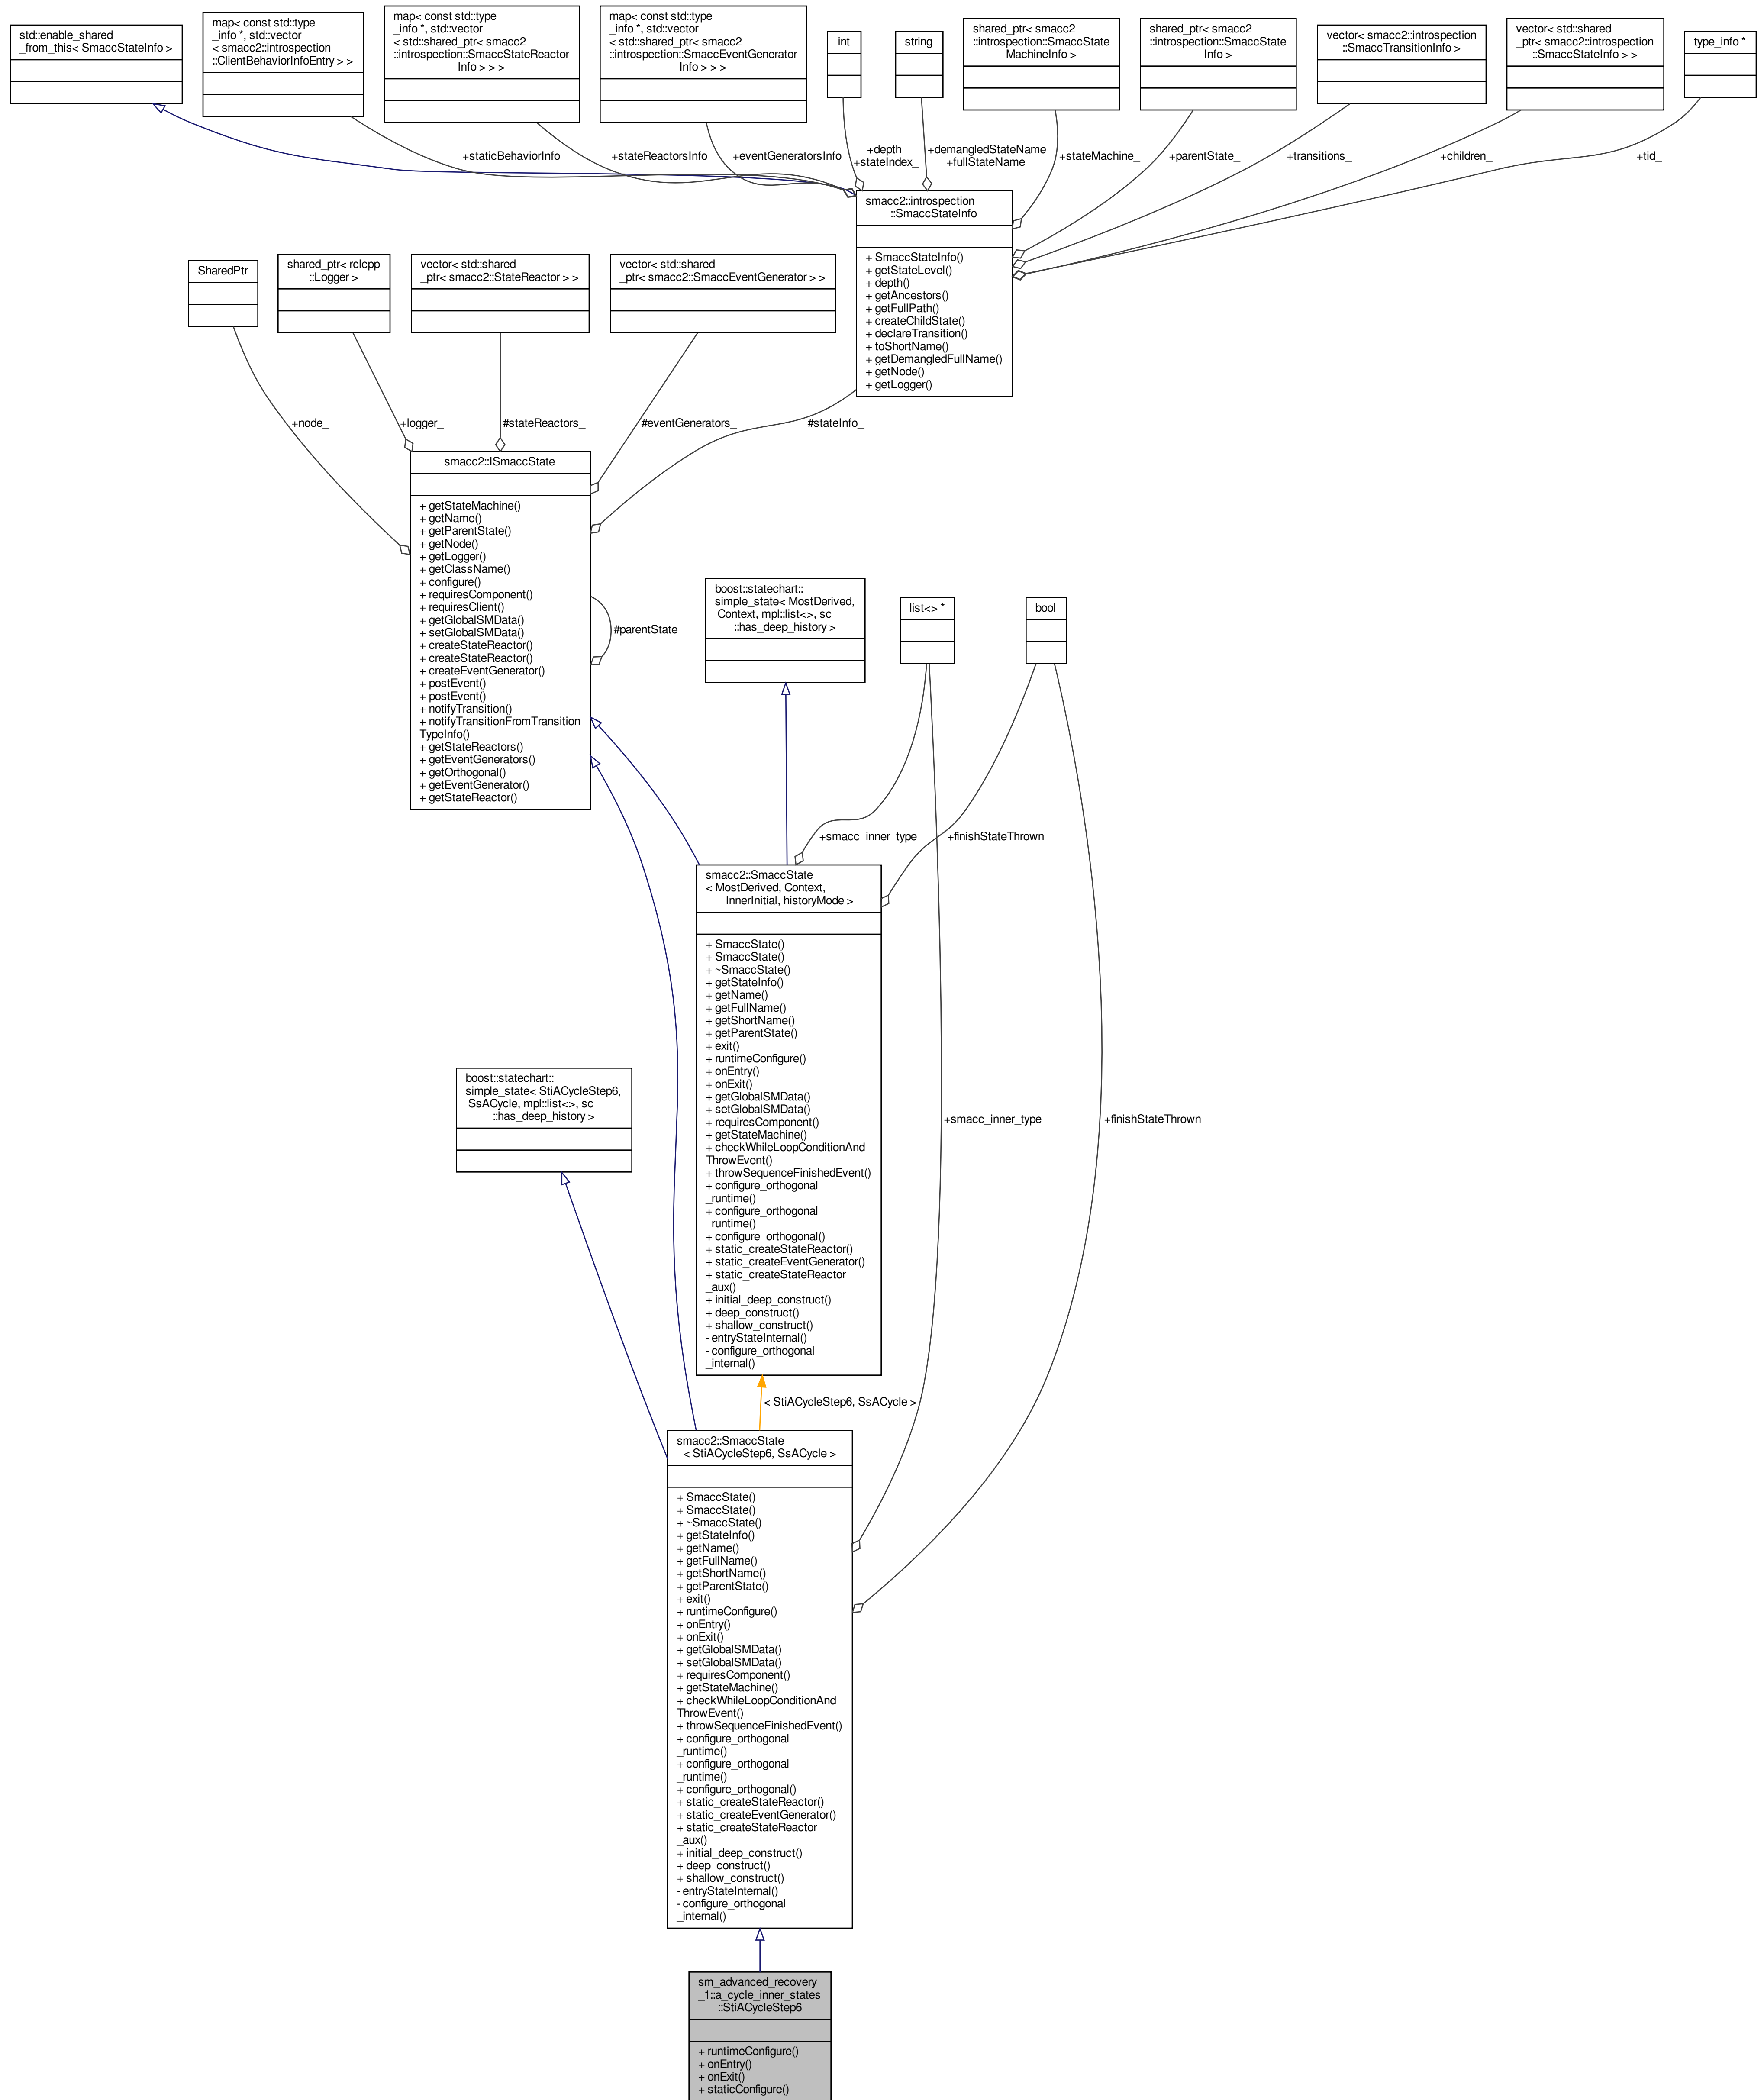 std::enable_shared
_from_this< SmaccStateInfo >
map< const std::type
_info *, std::vector
< smacc2::introspection
::ClientBehaviorInfoEntry > >
map< const std::type
_info *, std::vector
< std::shared_ptr< smacc2
::introspection::SmaccStateReactor
Info > > >
map< const std::type
_info *, std::vector
< std::shared_ptr< smacc2
::introspection::SmaccEventGenerator
Info > > >
int
string
shared_ptr< smacc2
::introspection::SmaccState
MachineInfo >
shared_ptr< smacc2
::introspection::SmaccState
Info >
vector< smacc2::introspection
::SmaccTransitionInfo >
vector< std::shared
_ptr< smacc2::introspection
::SmaccStateInfo > >
type_info *
+staticBehaviorInfo
+stateReactorsInfo
+eventGeneratorsInfo
+depth_
+stateIndex_
+demangledStateName
+fullStateName
+stateMachine_
+parentState_
+transitions_
+children_
+tid_
smacc2::introspection
::SmaccStateInfo
+ SmaccStateInfo()
+ getStateLevel()
+ depth()
+ getAncestors()
+ getFullPath()
+ createChildState()
+ declareTransition()
+ toShortName()
+ getDemangledFullName()
+ getNode()
+ getLogger()
SharedPtr
shared_ptr< rclcpp
::Logger >
vector< std::shared
_ptr< smacc2::StateReactor > >
vector< std::shared
_ptr< smacc2::SmaccEventGenerator > >
+node_
+logger_
#stateReactors_
#eventGenerators_
#stateInfo_
smacc2::ISmaccState
+ getStateMachine()
+ getName()
+ getParentState()
+ getNode()
+ getLogger()
+ getClassName()
+ configure()
+ requiresComponent()
+ requiresClient()
+ getGlobalSMData()
+ setGlobalSMData()
+ createStateReactor()
+ createStateReactor()
+ createEventGenerator()
+ postEvent()
+ postEvent()
+ notifyTransition()
+ notifyTransitionFromTransition
TypeInfo()
+ getStateReactors()
+ getEventGenerators()
+ getOrthogonal()
+ getEventGenerator()
+ getStateReactor()
#parentState_
boost::statechart::
simple_state< MostDerived,
Context, mpl::list<>, sc
::has_deep_history >
list<> *
bool
+smacc_inner_type
+finishStateThrown
smacc2::SmaccState
< MostDerived, Context,
InnerInitial, historyMode >
+ SmaccState()
+ SmaccState()
+ ~SmaccState()
+ getStateInfo()
+ getName()
+ getFullName()
+ getShortName()
+ getParentState()
+ exit()
+ runtimeConfigure()
+ onEntry()
+ onExit()
+ getGlobalSMData()
+ setGlobalSMData()
+ requiresComponent()
+ getStateMachine()
+ checkWhileLoopConditionAnd
ThrowEvent()
+ throwSequenceFinishedEvent()
+ configure_orthogonal
_runtime()
+ configure_orthogonal
_runtime()
+ configure_orthogonal()
+ static_createStateReactor()
+ static_createEventGenerator()
+ static_createStateReactor
_aux()
+ initial_deep_construct()
+ deep_construct()
+ shallow_construct()
- entryStateInternal()
- configure_orthogonal
_internal()
boost::statechart::
simple_state< StiACycleStep6,
SsACycle, mpl::list<>, sc
::has_deep_history >
+smacc_inner_type
+finishStateThrown
< StiACycleStep6, SsACycle >
smacc2::SmaccState
< StiACycleStep6, SsACycle >
+ SmaccState()
+ SmaccState()
+ ~SmaccState()
+ getStateInfo()
+ getName()
+ getFullName()
+ getShortName()
+ getParentState()
+ exit()
+ runtimeConfigure()
+ onEntry()
+ onExit()
+ getGlobalSMData()
+ setGlobalSMData()
+ requiresComponent()
+ getStateMachine()
+ checkWhileLoopConditionAnd
ThrowEvent()
+ throwSequenceFinishedEvent()
+ configure_orthogonal
_runtime()
+ configure_orthogonal
_runtime()
+ configure_orthogonal()
+ static_createStateReactor()
+ static_createEventGenerator()
+ static_createStateReactor
_aux()
+ initial_deep_construct()
+ deep_construct()
+ shallow_construct()
- entryStateInternal()
- configure_orthogonal
_internal()
sm_advanced_recovery
_1::a_cycle_inner_states
::StiACycleStep6
+ runtimeConfigure()
+ onEntry()
+ onExit()
+ staticConfigure()